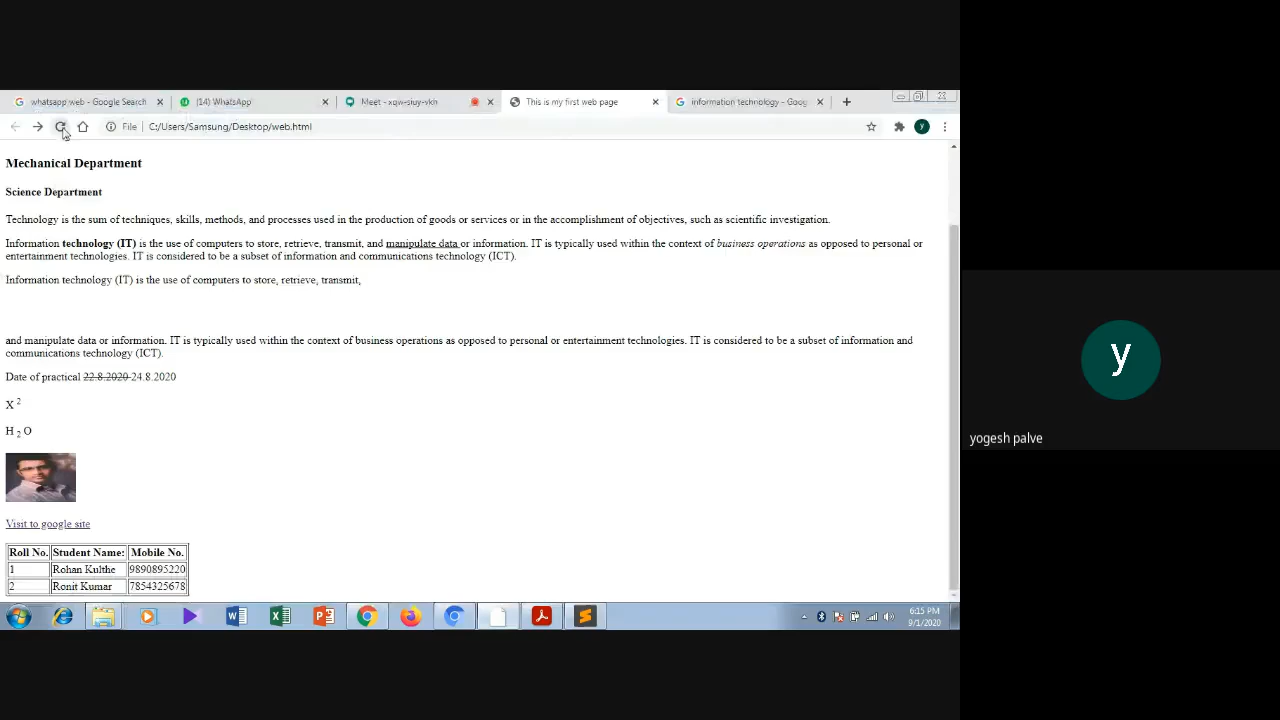 whatsapp web - Google Search
(14) WhatsApp
Meet - xqw-siuy-vkh
This is my first web page
information technology - Goog
File C:/Users/Samsung/Desktop/web.html
y
Mechanical Department
Science Department
Technology is the sum of techniques, skills, methods, and processes used in the production of goods or services or in the accomplishment of objectives, such as scientific investigation.
Information technology (IT) is the use of computers to store, retrieve, transmit, and manipulate data or information. IT is typically used within the context of business operations as opposed to personal or
entertainment technologies. IT is considered to be a subset of information and communications technology (ICT).
Information technology (IT) is the use of computers to store, retrieve, transmit,
and manipulate data or information. IT is typically used within the context of business operations as opposed to personal or entertainment technologies. IT is considered to be a subset of information and
communications technology (ICT).
Date of practical 22.8.2020 24.8.2020
X 2
H 2 O
Visit to google site
Roll No. Student Name: Mobile No.
1 Rohan Kulthe 9890895220
2 Ronit Kumar 7854325678
6:15 PM
9/1/2020
y
yogesh palve